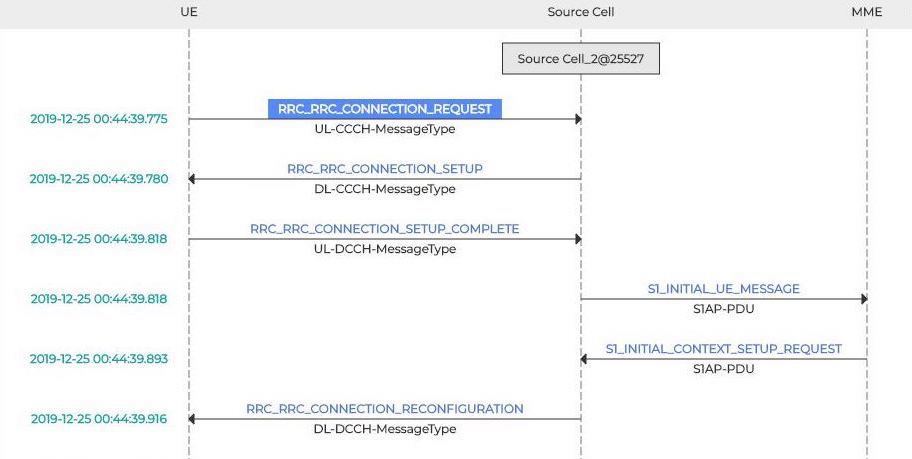 UE Source Cell MME
Source Cell_2@25527
RRC_RRC_CONNECTION_REQUEST
2019-12-25 00:44:39.775
UL-CCCH-MessageType
RRC_RRC_CONNECTION_SETUP
2019-12-25 00:44:39.780
DL-CCCH-MessageType
RRC_RRC_CONNECTION_SETUP_COMPLETE
2019-12-25 00:44:39.818
UL-DCCH-MessageType
S1_INITIAL_UE_MESSAGE
2019-12-25 00:44:39.818
S1AP-PDU
S1_INITIAL_CONTEXT_SETUP_REQUEST
2019-12-25 00:44:39.893
S1AP-PDU
RRC_RRC_CONNECTION_RECONFIGURATION
2019-12-25 00:44:39.916
DL-DCCH-MessageType